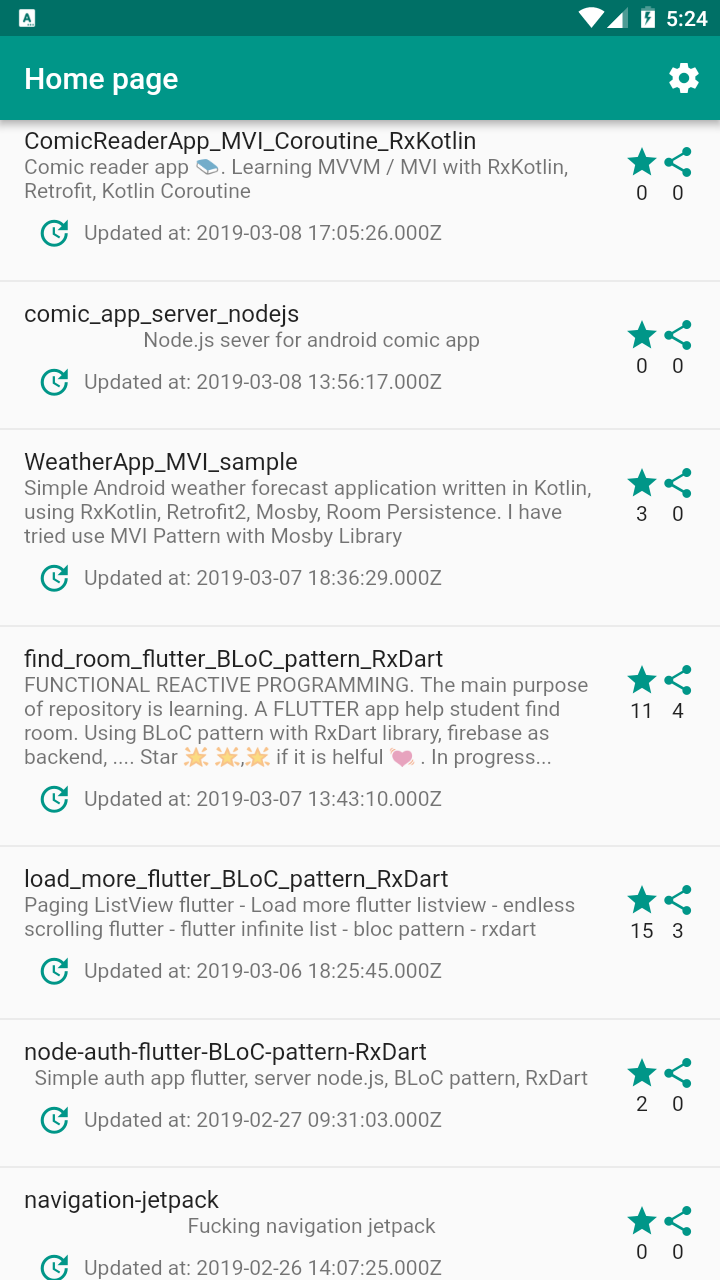 5:24
Home page
ComicReaderApp_MVI_Coroutine_RxKotlin
Comic reader app . Learning MVVM / MVI with RxKotlin,
Retrofit, Kotlin Coroutine
0 0
Updated at: 2019-03-08 17:05:26.000Z
comic_app_server_nodejs
Node.js sever for android comic app
0 0
Updated at: 2019-03-08 13:56:17.000Z
WeatherApp_MVI_sample
Simple Android weather forecast application written in Kotlin,
using RxKotlin, Retrofit2, Mosby, Room Persistence. I have
tried use MVI Pattern with Mosby Library
3 0
Updated at: 2019-03-07 18:36:29.000Z
find_room_flutter_BLoC_pattern_RxDart
FUNCTIONAL REACTIVE PROGRAMMING. The main purpose
of repository is learning. A FLUTTER app help student find
room. Using BLoC pattern with RxDart library, firebase as
backend, .... Star 🌟 🌟,🌟 if it is helful 💘 . In progress...
11 4
Updated at: 2019-03-07 13:43:10.000Z
load_more_flutter_BLoC_pattern_RxDart
Paging ListView flutter - Load more flutter listview - endless
scrolling flutter - flutter infinite list - bloc pattern - rxdart
15 3
Updated at: 2019-03-06 18:25:45.000Z
node-auth-flutter-BLoC-pattern-RxDart
Simple auth app flutter, server node.js, BLoC pattern, RxDart
2 0
Updated at: 2019-02-27 09:31:03.000Z
navigation-jetpack
Fucking navigation jetpack
0 0
Updated at: 2019-02-26 14:07:25.000Z